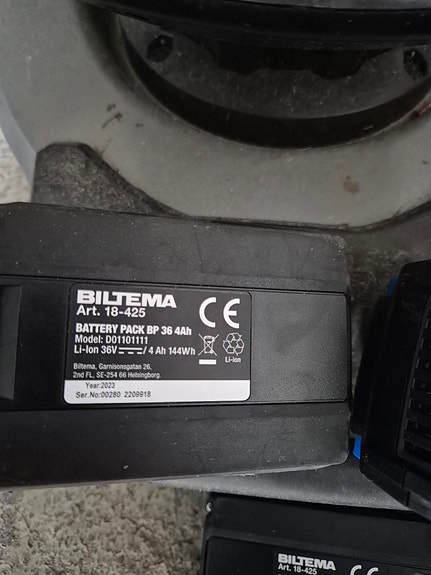 BILTEMA
Art. 18-425
BATTERY PACK BP 36 4Ah
Model: D01101111
Li-Ion 36V / 4 Ah 144Wh
Biltema, Garnisonsgatan 26,
2nd FL, SE-254 66 Helsingborg.
Year:2023
Ser.No:00280 2209918
CE
Li-ion
BILTEMA
Art. 18-425
CE